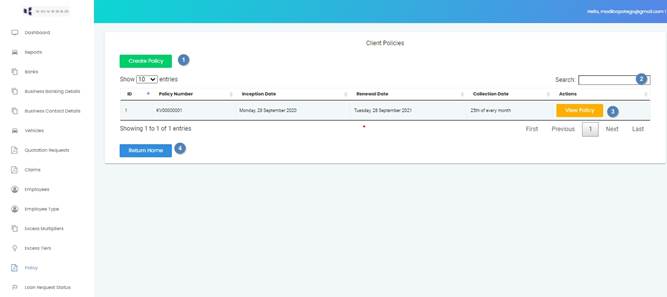 Hello, madibapotego@gmail.com !
Dashboard
Reports
Banks
Business Banking Details
Business Contact Details
Vehicles
Quotation Requests
Claims
Employees
Employee Type
Excess Multipliers
Excess Tiers
Policy
Loan Request Status
Client Policies
Create Policy 1
Show 10 entries
Search: 2
ID Policy Number Inception Date Renewal Date Collection Date Actions
1 KV00000001 Monday, 28 September 2020 Tuesday, 28 September 2021 25th of every month View Policy 3
Showing 1 to 1 of 1 entries
First Previous 1 Next Last
Return Home 4